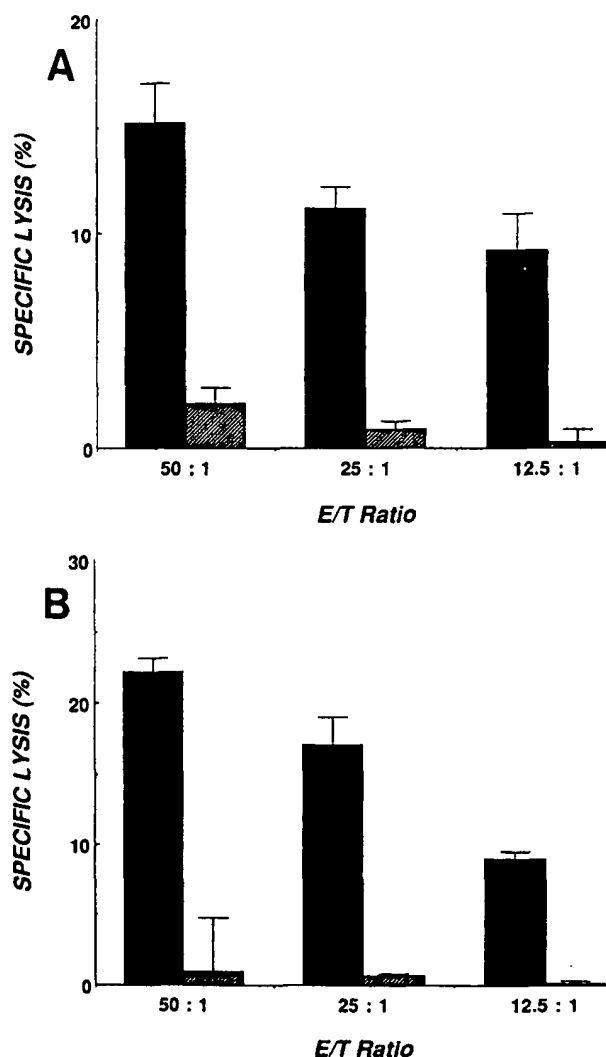 A
SPECIFIC LYSIS (%)
20
10
0
50 : 1
25 : 1
12.5 : 1
E/T Ratio
B
SPECIFIC LYSIS (%)
30
20
10
0
50 : 1
25 : 1
12.5 : 1
E/T Ratio